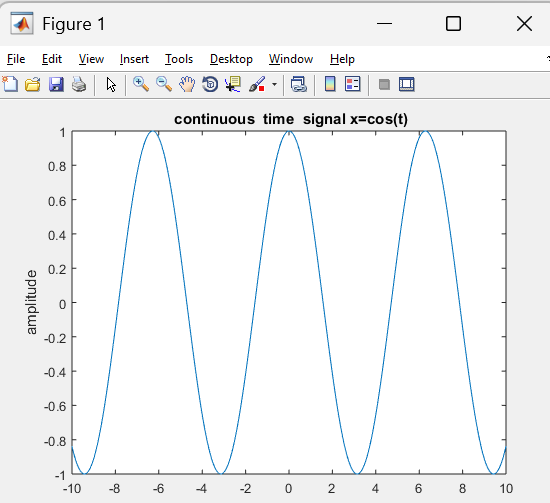 Figure 1
File Edit View Insert Tools Desktop Window Help
continuous time signal x=cos(t)
1
0.8
0.6
0.4
0.2
0
-0.2
-0.4
-0.6
-0.8
-1
amplitude
-10 -8 -6 -4 -2 0 2 4 6 8 10